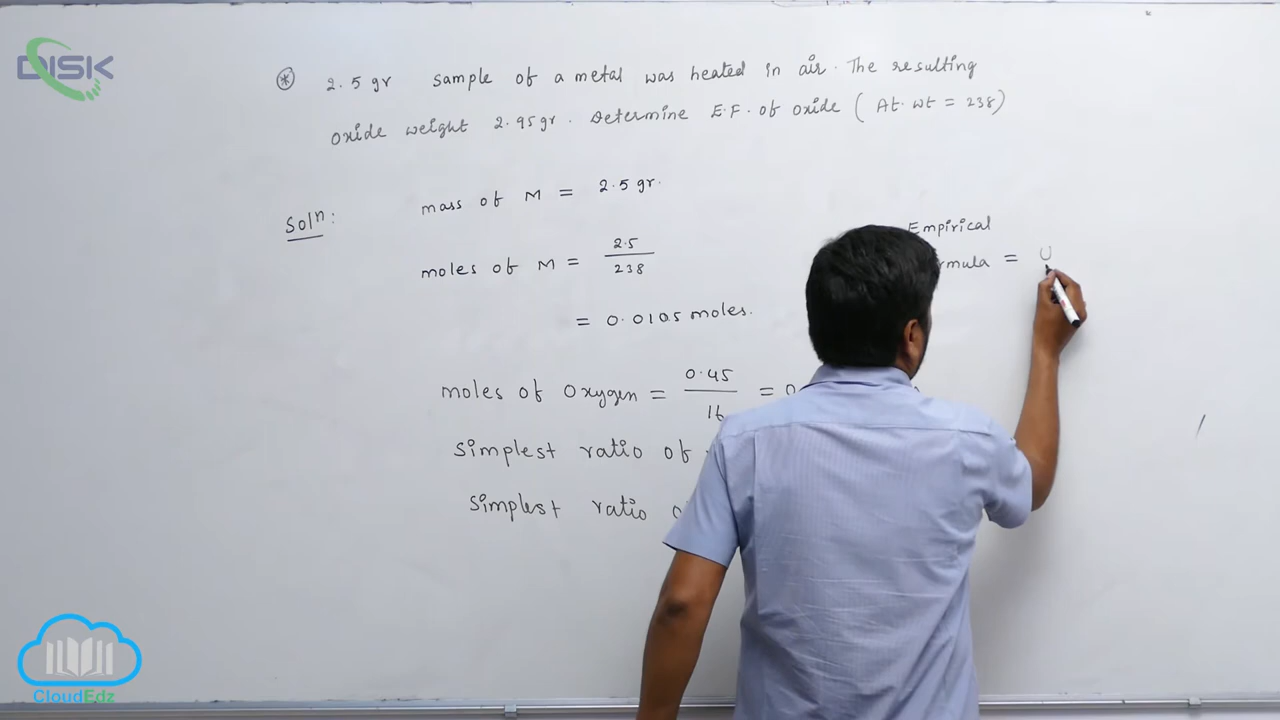 DISK
* 2.5 gr sample of a metal was heated in air. The resulting
oxide weight 2.95 gr. Determine E.F. of oxide ( At. wt = 238)
Solⁿ:
mass of M = 2.5 gr.
moles of M = 2.5 / 238
= 0.0105 moles.
Empirical
rmula = U
moles of Oxygen = 0.45 / 16 = 0
Simplest ratio of
Simplest ratio o
CloudEdz